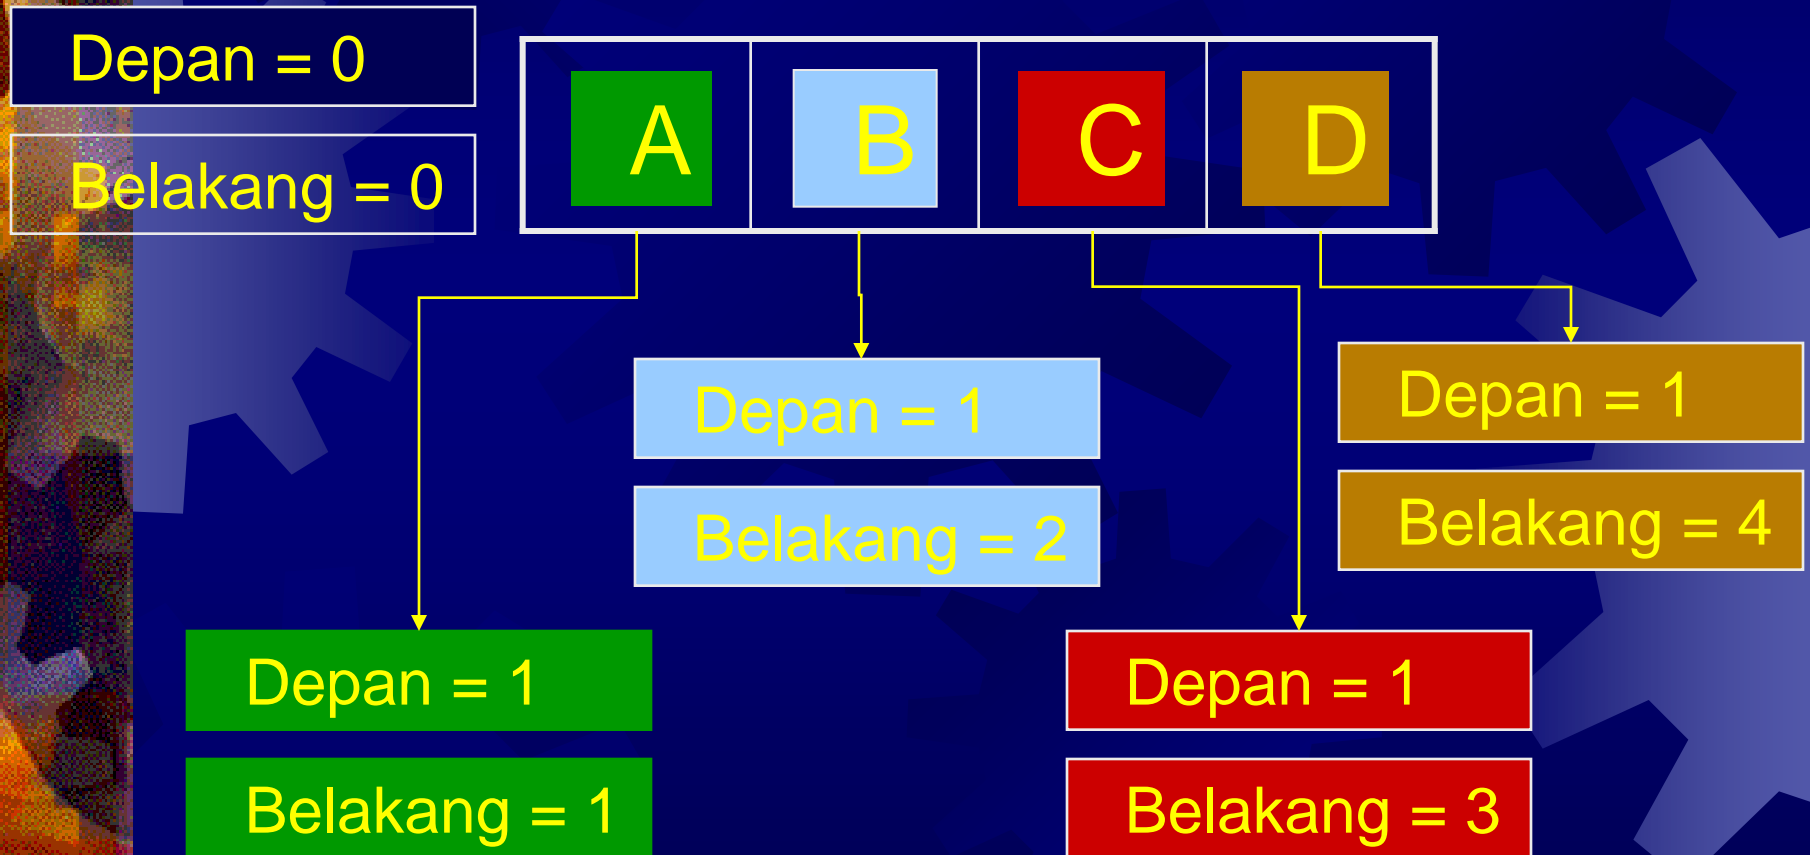 Depan = 0
Belakang = 0
A B C D
Depan = 1
Belakang = 2
Depan = 1
Belakang = 4
Depan = 1
Belakang = 1
Depan = 1
Belakang = 3